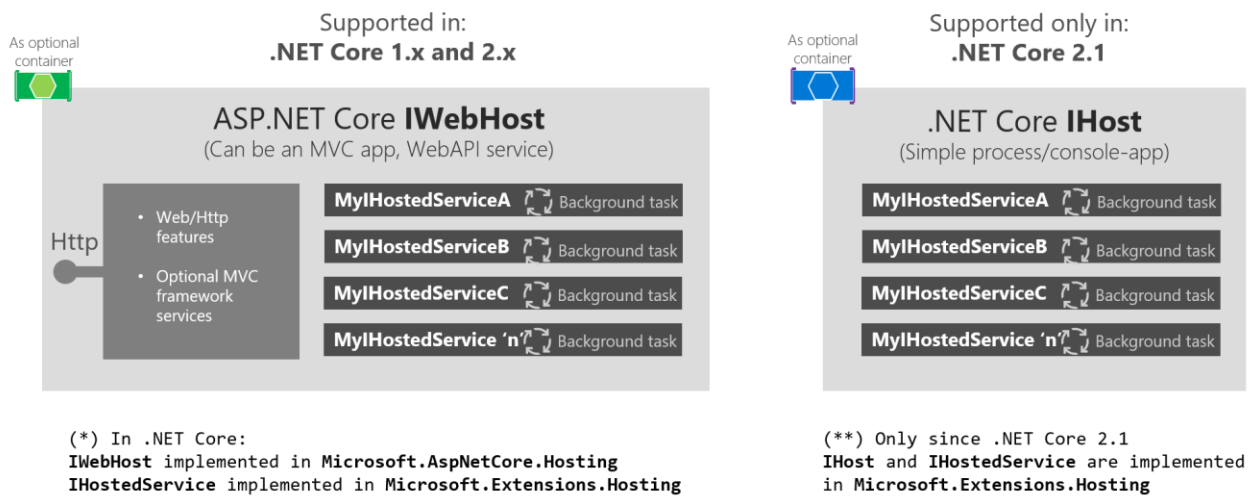 Supported in:
.NET Core 1.x and 2.x
As optional
container
ASP.NET Core IWebHost
(Can be an MVC app, WebAPI service)
Http
• Web/Http
features
• Optional MVC
framework
services
MyIHostedServiceA Background task
MyIHostedServiceB Background task
MyIHostedServiceC Background task
MyIHostedService ‘n’ Background task
(*) In .NET Core:
IWebHost implemented in Microsoft.AspNetCore.Hosting
IHostedService implemented in Microsoft.Extensions.Hosting
Supported only in:
.NET Core 2.1
As optional
container
.NET Core IHost
(Simple process/console-app)
MyIHostedServiceA Background task
MyIHostedServiceB Background task
MyIHostedServiceC Background task
MyIHostedService ‘n’ Background task
(**) Only since .NET Core 2.1
IHost and IHostedService are implemented
in Microsoft.Extensions.Hosting